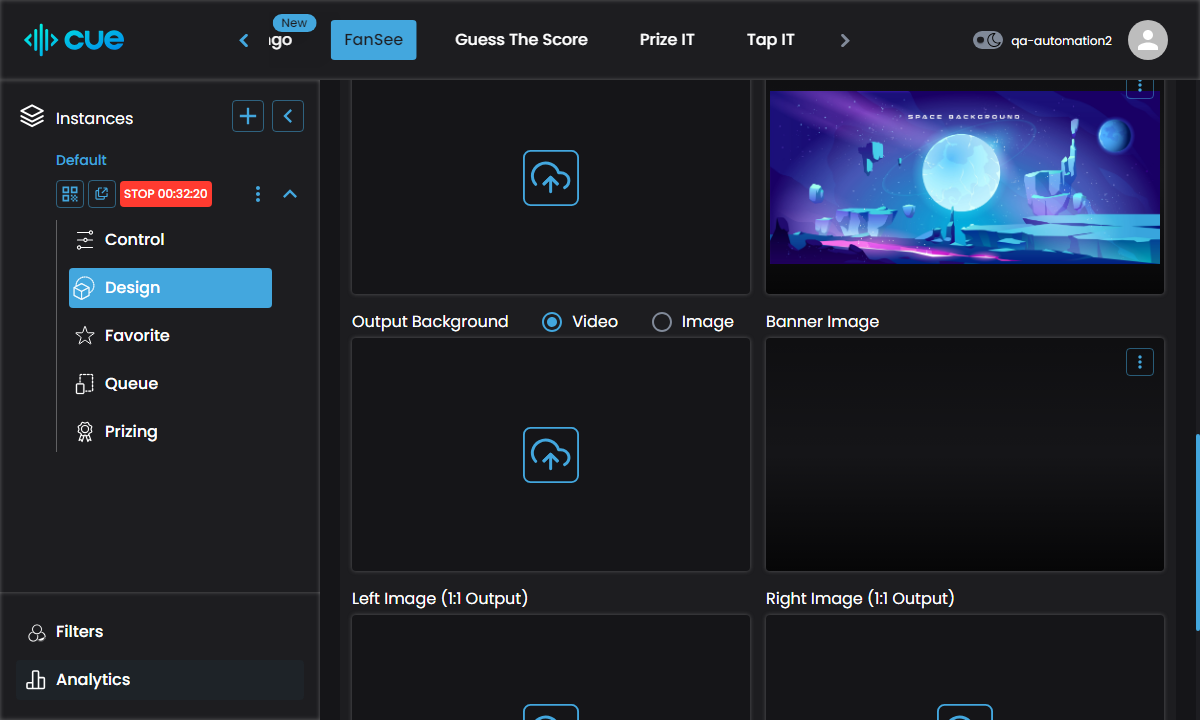 cue
New
FanSee
Guess The Score
Prize IT
Tap IT
qa-automation2
Instances
Default
STOP 00:32:20
Control
Design
Favorite
Queue
Prizing
Filters
Analytics
SPACE BACKGROUND
Output Background
Video
Image
Banner Image
Left Image (1:1 Output)
Right Image (1:1 Output)